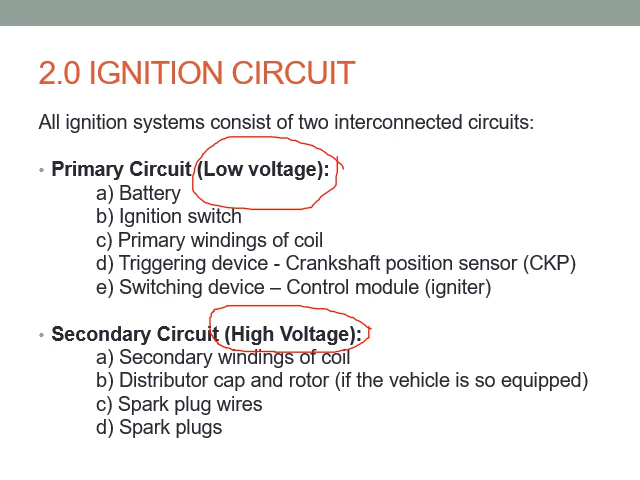 2.0 IGNITION CIRCUIT
All ignition systems consist of two interconnected circuits:
• Primary Circuit (Low voltage):
a) Battery
b) Ignition switch
c) Primary windings of coil
d) Triggering device - Crankshaft position sensor (CKP)
e) Switching device – Control module (igniter)
• Secondary Circuit (High Voltage):
a) Secondary windings of coil
b) Distributor cap and rotor (if the vehicle is so equipped)
c) Spark plug wires
d) Spark plugs